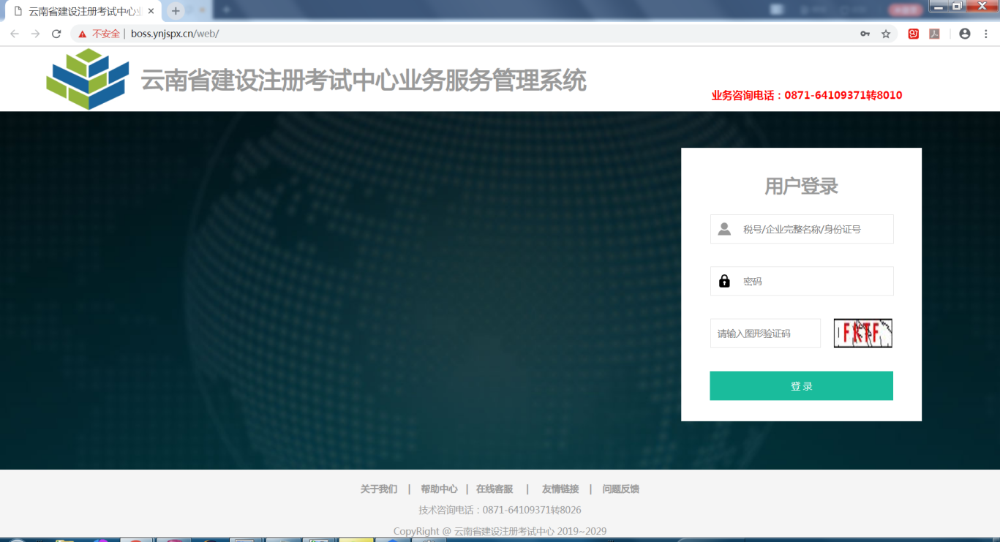 云南省建设注册考试中心业
不安全 | boss.ynjspx.cn/web/
云南省建设注册考试中心业务服务管理系统
业务咨询电话：0871-64109371转8010
用户登录
税号/企业完整名称/身份证号
密码
请输入图形验证码
FKTF
登 录
关于我们 | 帮助中心 | 在线客服 | 友情链接 | 问题反馈
技术咨询电话：0871-64109371转8026
CopyRight @ 云南省建设注册考试中心 2019~2029